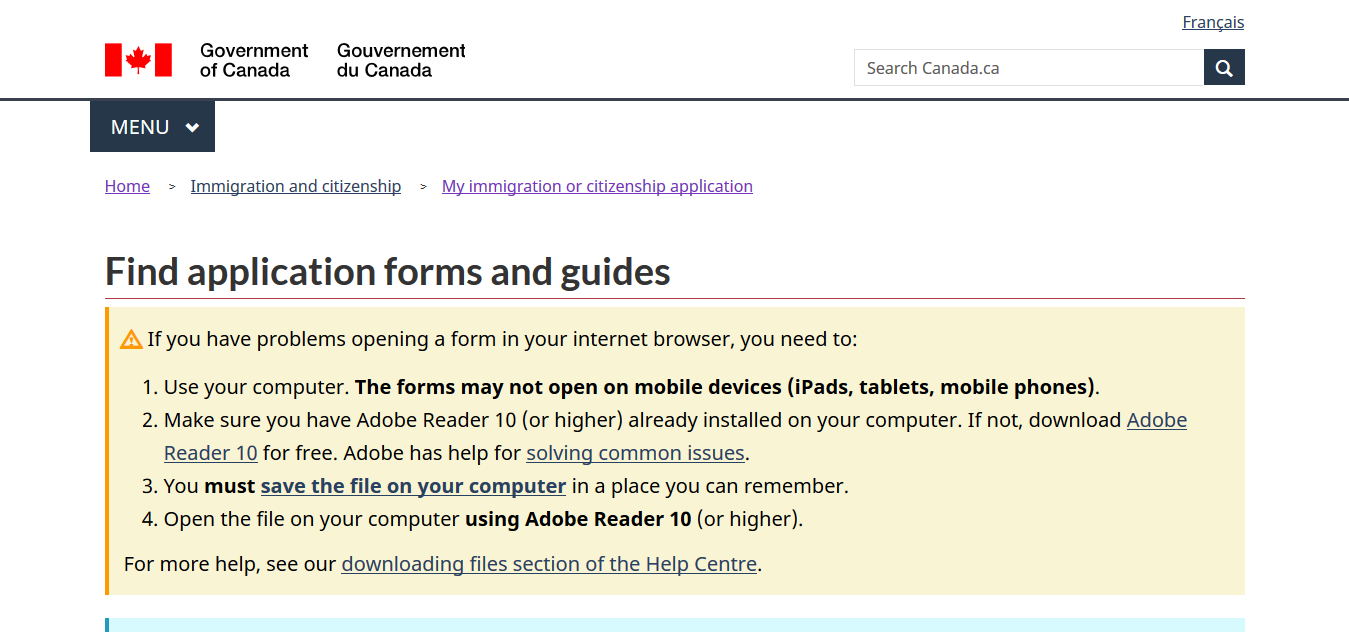 Français
Government of Canada
Gouvernement du Canada
Search Canada.ca
MENU
Home > Immigration and citizenship > My immigration or citizenship application
Find application forms and guides
If you have problems opening a form in your internet browser, you need to:
1. Use your computer. The forms may not open on mobile devices (iPads, tablets, mobile phones).
2. Make sure you have Adobe Reader 10 (or higher) already installed on your computer. If not, download Adobe
Reader 10 for free. Adobe has help for solving common issues.
3. You must save the file on your computer in a place you can remember.
4. Open the file on your computer using Adobe Reader 10 (or higher).
For more help, see our downloading files section of the Help Centre.